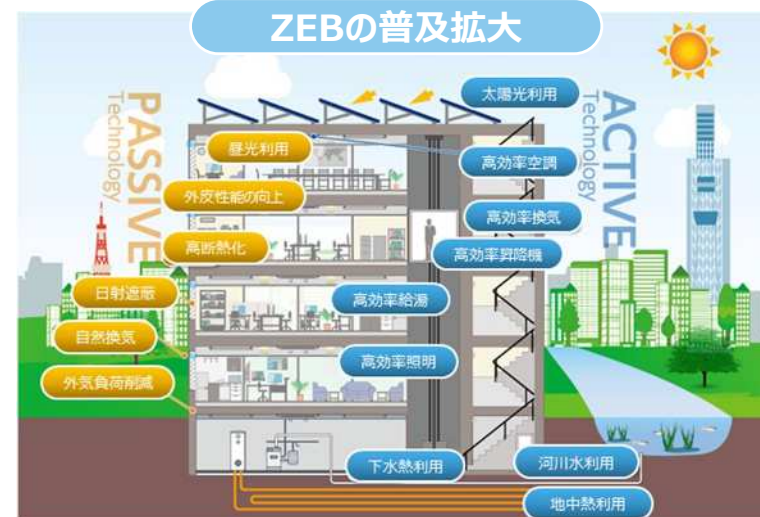 ZEBの普及拡大
PASSIVE
Technology
ACTIVE
Technology
太陽光利用
昼光利用
高効率空調
外皮性能の向上
高効率換気
高断熱化
高効率昇降機
日射遮蔽
高効率給湯
自然換気
高効率照明
外気負荷削減
下水熱利用
河川水利用
地中熱利用